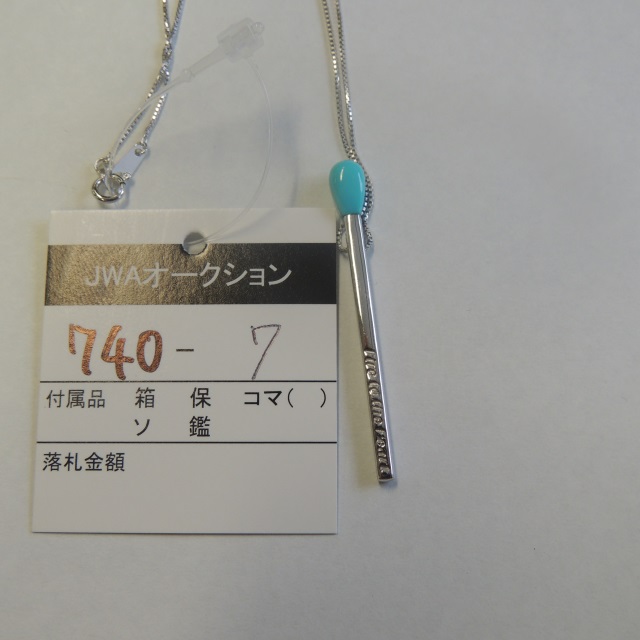 JWAオークション
740-7
付属品 箱 保 コマ( )
ソ 鑑
落札金額